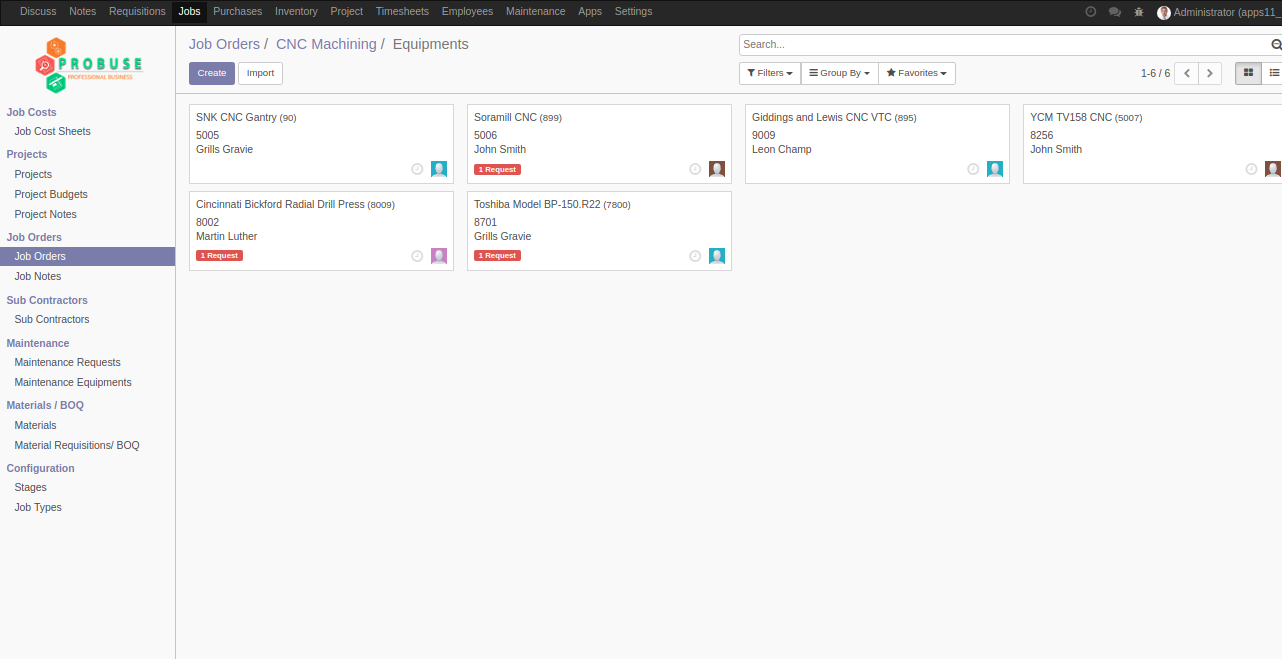 Discuss Notes Requisitions Jobs Purchases Inventory Project Timesheets Employees Maintenance Apps Settings Administrator (apps11_
PROBUSE
PROFESSIONAL BUSINESS
Job Costs
Job Cost Sheets
Projects
Projects
Project Budgets
Project Notes
Job Orders
Job Orders
Job Notes
Sub Contractors
Sub Contractors
Maintenance
Maintenance Requests
Maintenance Equipments
Materials / BOQ
Materials
Material Requisitions/ BOQ
Configuration
Stages
Job Types
Job Orders / CNC Machining / Equipments
Search...
Create Import
Filters Group By Favorites
1-6 / 6
SNK CNC Gantry (90)
5005
Grills Gravie
Soramill CNC (899)
5006
John Smith
1 Request
Giddings and Lewis CNC VTC (895)
9009
Leon Champ
YCM TV158 CNC (5007)
8256
John Smith
Cincinnati Bickford Radial Drill Press (8009)
8002
Martin Luther
1 Request
Toshiba Model BP-150.R22 (7800)
8701
Grills Gravie
1 Request